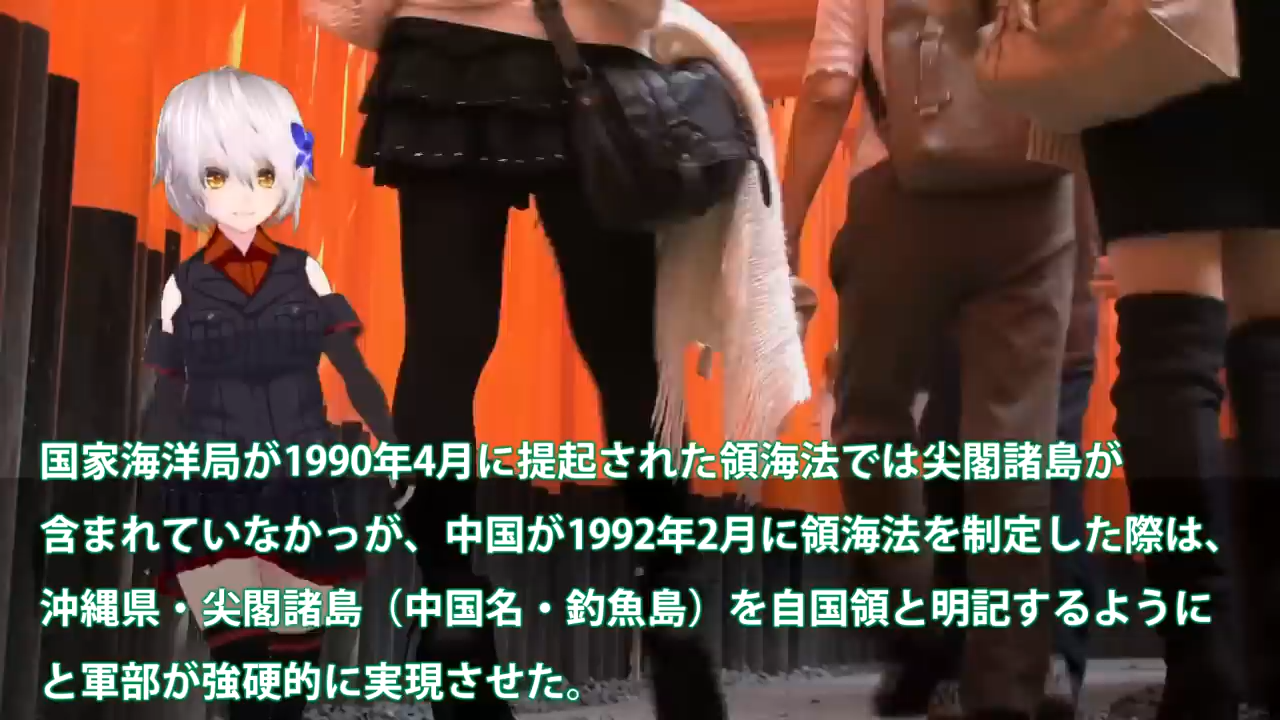 国家海洋局が1990年4月に提起された領海法では尖閣諸島が
含まれていなかっが、中国が1992年2月に領海法を制定した際は、
沖縄県・尖閣諸島（中国名・釣魚島）を自国領と明記するように
と軍部が強硬的に実現させた。